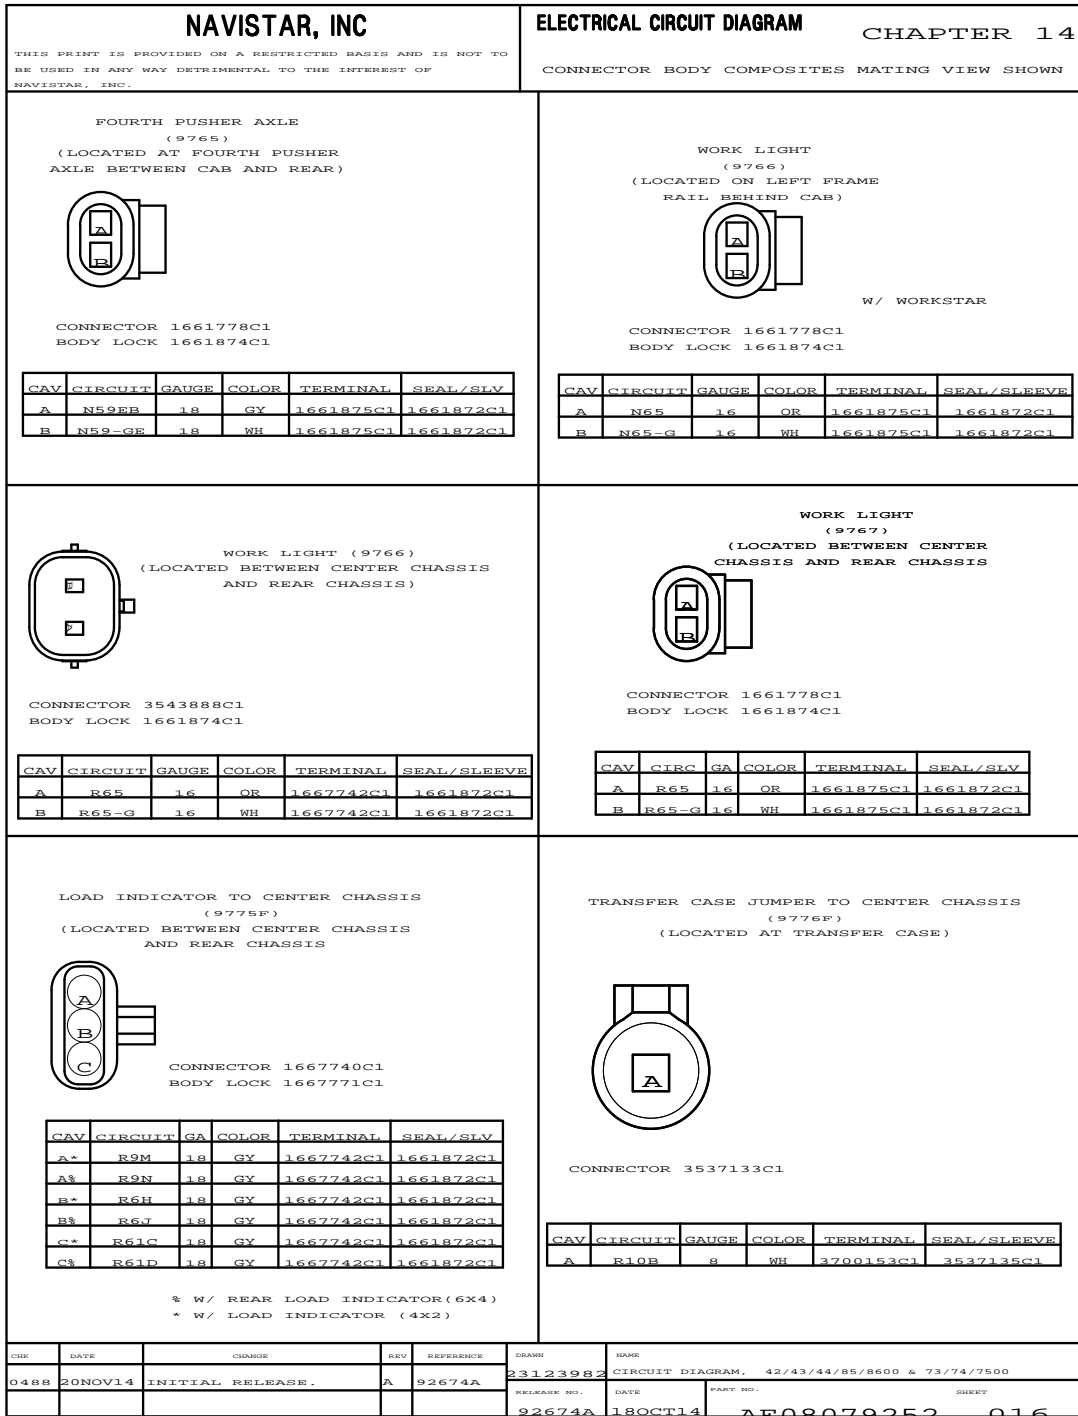 NAVISTAR, INC
THIS PRINT IS PROVIDED ON A RESTRICTED BASIS AND IS NOT TO
BE USED IN ANY WAY DETRIMENTAL TO THE INTEREST OF
NAVISTAR, INC.
ELECTRICAL CIRCUIT DIAGRAM
CHAPTER 14
CONNECTOR BODY COMPOSITES MATING VIEW SHOWN
FOURTH PUSHER AXLE
(9765)
(LOCATED AT FOURTH PUSHER
AXLE BETWEEN CAB AND REAR)
A
B
CONNECTOR 1661778C1
BODY LOCK 1661874C1
CAV CIRCUIT GAUGE COLOR TERMINAL SEAL/SLV
A N59EB 18 GY 1661875C1 1661872C1
B N59-GE 18 WH 1661875C1 1661872C1
WORK LIGHT
(9766)
(LOCATED ON LEFT FRAME
RAIL BEHIND CAB)
A
B
W/ WORKSTAR
CONNECTOR 1661778C1
BODY LOCK 1661874C1
CAV CIRCUIT GAUGE COLOR TERMINAL SEAL/SLEEVE
A N65 16 OR 1661875C1 1661872C1
B N65-G 16 WH 1661875C1 1661872C1
WORK LIGHT (9766)
(LOCATED BETWEEN CENTER CHASSIS
AND REAR CHASSIS)
B
A
CONNECTOR 3543888C1
BODY LOCK 1661874C1
CAV CIRCUIT GAUGE COLOR TERMINAL SEAL/SLEEVE
A R65 16 OR 1667742C1 1661872C1
B R65-G 16 WH 1667742C1 1661872C1
WORK LIGHT
(9767)
(LOCATED BETWEEN CENTER
CHASSIS AND REAR CHASSIS
A
B
CONNECTOR 1661778C1
BODY LOCK 1661874C1
CAV CIRC GA COLOR TERMINAL SEAL/SLV
A R65 16 OR 1661875C1 1661872C1
B R65-G 16 WH 1661875C1 1661872C1
LOAD INDICATOR TO CENTER CHASSIS
(9775F)
(LOCATED BETWEEN CENTER CHASSIS
AND REAR CHASSIS
A
B
C
CONNECTOR 1667740C1
BODY LOCK 1667771C1
CAV CIRCUIT GA COLOR TERMINAL SEAL/SLV
A* R9M 18 GY 1667742C1 1661872C1
A% R9N 18 GY 1667742C1 1661872C1
B* R6H 18 GY 1667742C1 1661872C1
B% R6J 18 GY 1667742C1 1661872C1
C* R61C 18 GY 1667742C1 1661872C1
C% R61D 18 GY 1667742C1 1661872C1
% W/ REAR LOAD INDICATOR(6X4)
* W/ LOAD INDICATOR (4X2)
TRANSFER CASE JUMPER TO CENTER CHASSIS
(9776F)
(LOCATED AT TRANSFER CASE)
A
CONNECTOR 3537133C1
CAV CIRCUIT GAUGE COLOR TERMINAL SEAL/SLEEVE
A R10B 8 WH 3700153C1 3537135C1
CHK DATE CHANGE REV REFERENCE
0488 20NOV14 INITIAL RELEASE. A 92674A
DRAWN
23123982
NAME
CIRCUIT DIAGRAM, 42/43/44/85/8600 & 73/74/7500
RELEASE NO. DATE PART NO. SHEET
92674A 18OCT14 AE08079252 016